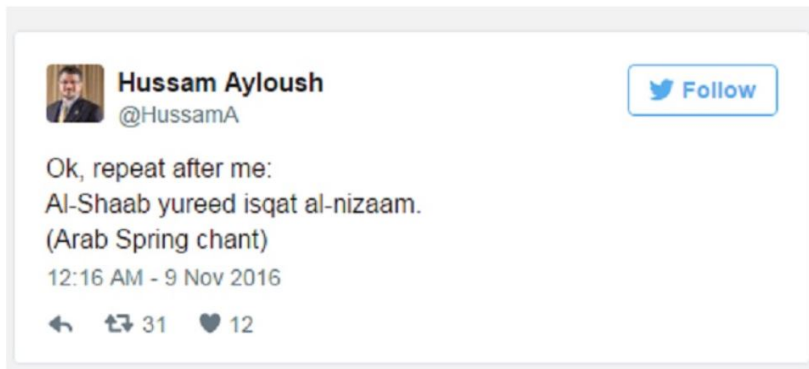 Hussam Ayloush
@HussamA
Follow
Ok, repeat after me:
Al-Shaab yureed isqat al-nizaam.
(Arab Spring chant)
12:16 AM - 9 Nov 2016
31 12